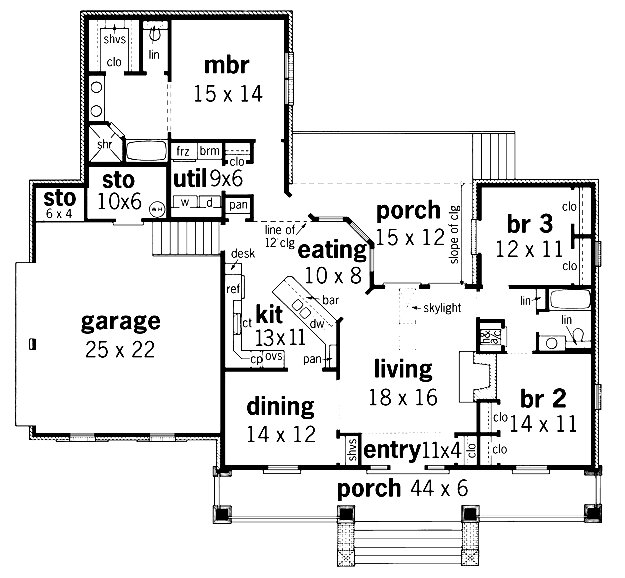 shvs
clo
lin
mbr
15 x 14
shr
frz
brm
clo
util 9x6
w
d
pan
sto
10x6
WH
sto
6 x 4
line of
12 clg
porch
15 x 12
slope of clg
br 3
12 x 11
clo
clo
eating
10 x 8
desk
ref
bar
skylight
lin
lin
kit
13x11
ct
dw
cp
ovs
pan
garage
25 x 22
living
18 x 16
dining
14 x 12
br 2
14 x 11
clo
clo
shvs
entry 11x4
clo
porch 44 x 6